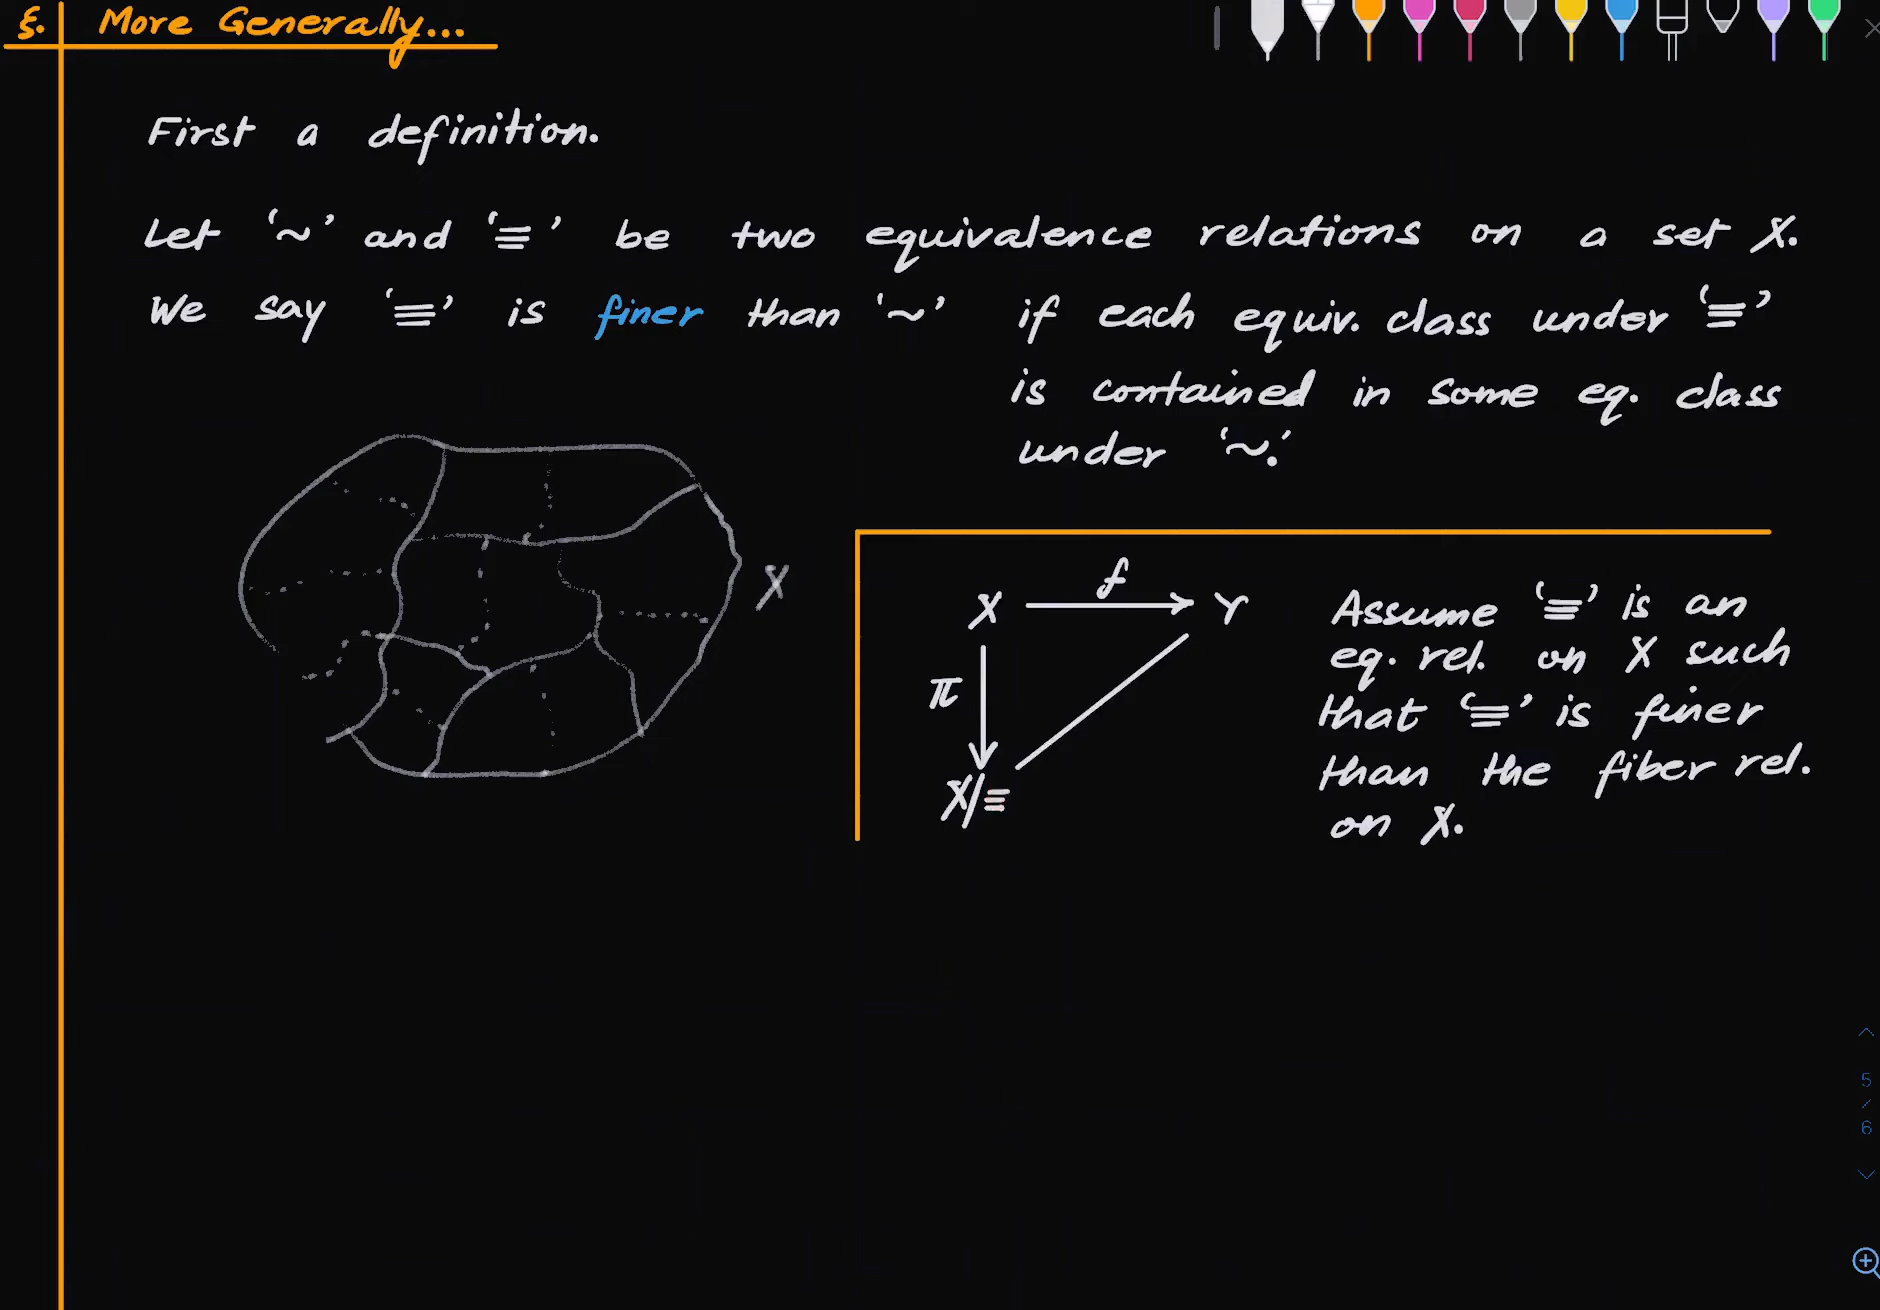 §. More Generally...
First a definition.
Let '~' and '≡' be two equivalence relations on a set X.
We say '≡' is finer than '~' if each equiv. class under '≡'
is contained in some eq. class
under '~.'
X
X f Y
π
X/≡
Assume '≡' is an
eq. rel. on X such
that '≡' is finer
than the fiber rel.
on X.
5
/
6